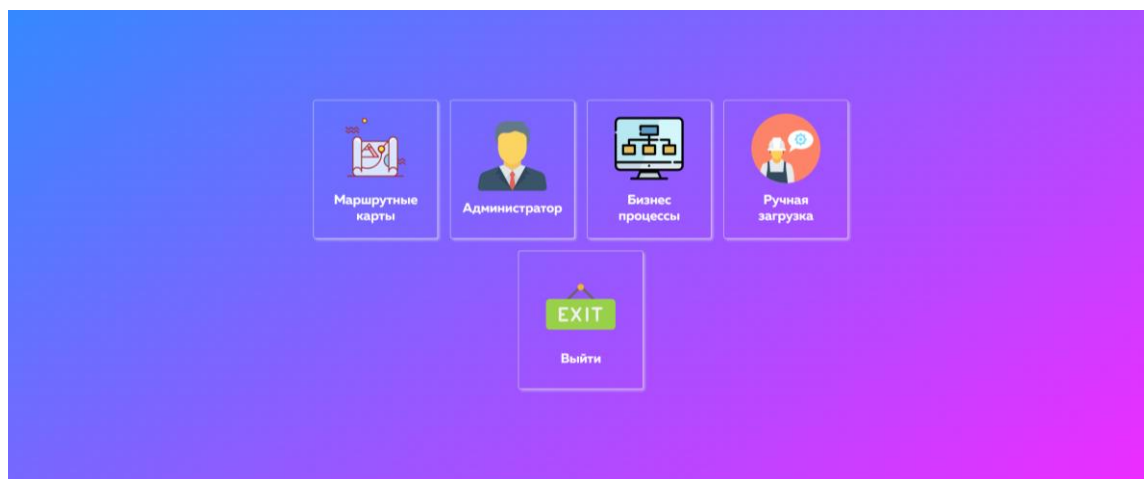 Маршрутные
карты
Администратор
Бизнес
процессы
Ручная
загрузка
EXIT
Выйти